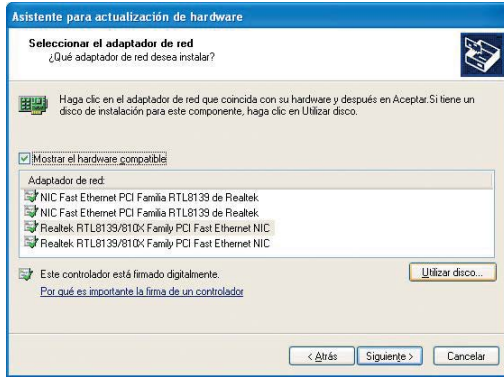 Asistente para actualización de hardware
Seleccionar el adaptador de red
¿Qué adaptador de red desea instalar?
Haga clic en el adaptador de red que coincida con su hardware y después en Aceptar.Si tiene un
disco de instalación para este componente, haga clic en Utilizar disco.
Mostrar el hardware compatible
Adaptador de red:
NIC Fast Ethernet PCI Familia RTL8139 de Realtek
NIC Fast Ethernet PCI Familia RTL8139 de Realtek
Realtek RTL8139/810X Family PCI Fast Ethernet NIC
Realtek RTL8139/810X Family PCI Fast Ethernet NIC
Este controlador está firmado digitalmente.
Utilizar disco...
Por qué es importante la firma de un controlador
< Atrás
Siguiente >
Cancelar